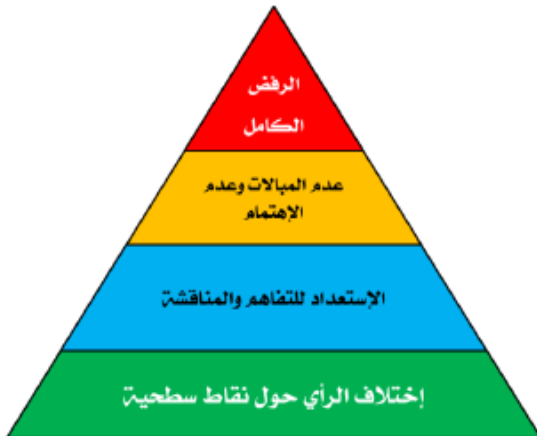 الرفض
الكامل
عدم المبالات وعدم
الإهتمام
الإستعداد للتفاهم والمناقشة
إختلاف الرأي حول نقاط سطحية